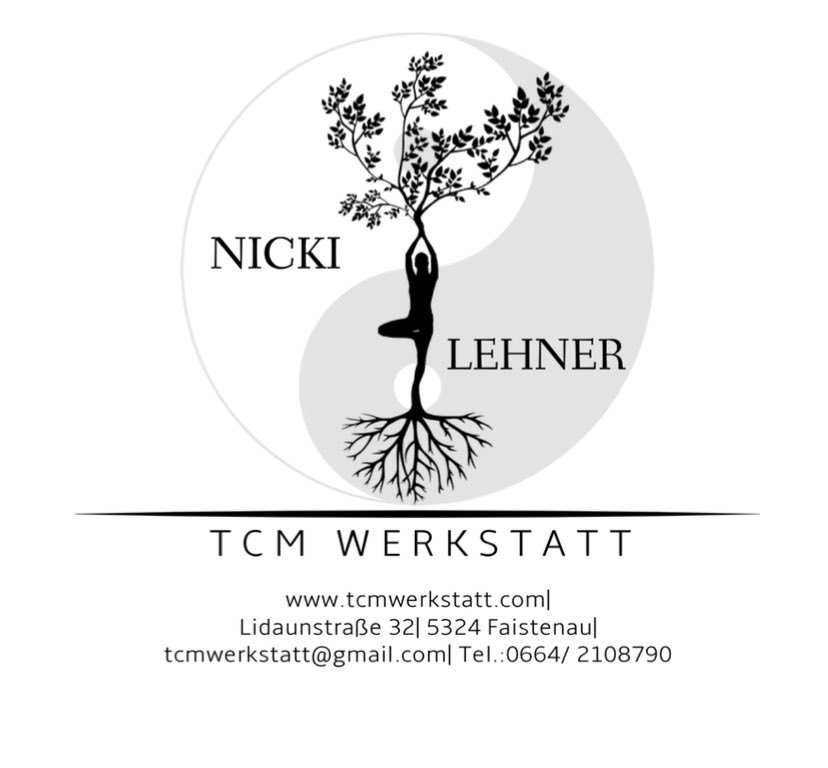 NICKI
LEHNER
TCM WERKSTATT
www.tcmwerkstatt.com|
Lidaunstraße 32| 5324 Faistenau|
tcmwerkstatt@gmail.com| Tel.:0664/ 2108790